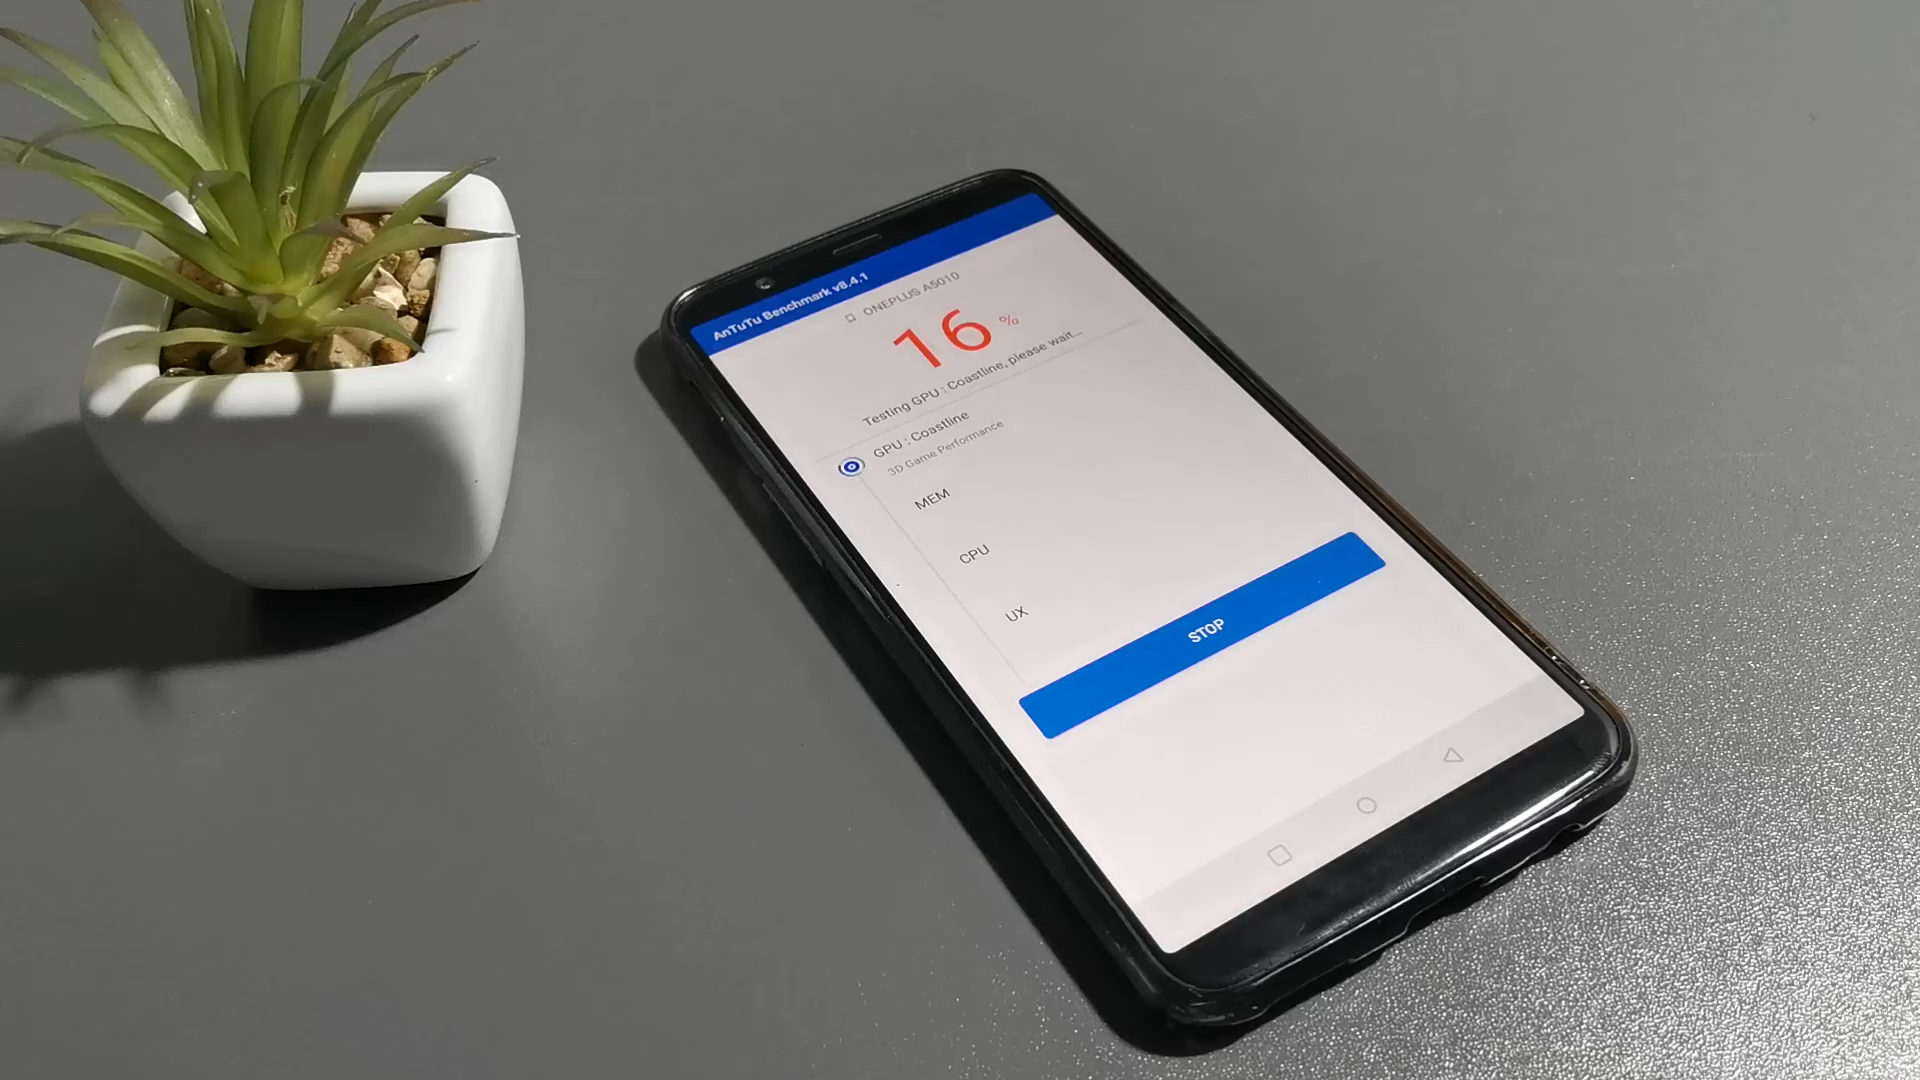 AnTuTu Benchmark v8.4.1
ONEPLUS A5010
16 %
Testing GPU : Coastline, please wait...
GPU : Coastline
3D Game Performance
MEM
CPU
UX
STOP